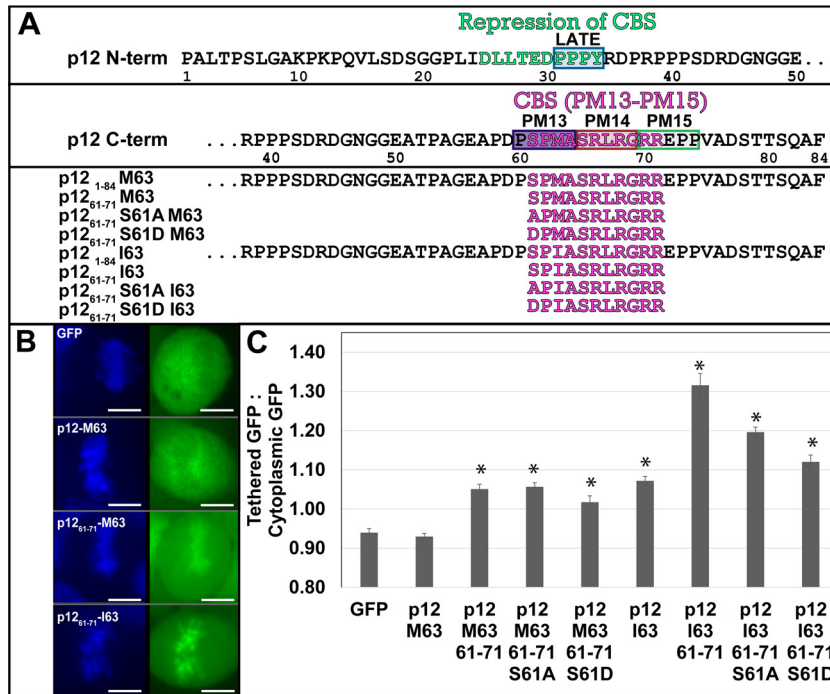 A
Repression of CBS
LATE
p12 N-term PALTPSLGAKPKPQVLSDSGGPLIDLLTEDPPPYRDPRPPPSDRDGNGGE...
1 10 20 30 40 50
CBS (PM13-PM15)
PM13 PM14 PM15
p12 C-term ...RPPPSDRDGNGGEATPAGEAPDPSPMASRLRGRREPPVADSTTSQAF
40 50 60 70 80 84
p12 1-84 M63 ...RPPPSDRDGNGGEATPAGEAPDPSPMASRLRGRREPPVADSTTSQAF
p12 61-71 M63 SPMASRLRGRR
p12 61-71 S61A M63 APMASRLRGRR
p12 61-71 S61D M63 DPMASRLRGRR
p12 1-84 I63 ...RPPPSDRDGNGGEATPAGEAPDPSPIASRLRGRREPPVADSTTSQAF
p12 61-71 I63 SPIASRLRGRR
p12 61-71 S61A I63 APIASRLRGRR
p12 61-71 S61D I63 DPIASRLRGRR
B
GFP
p12-M63
p12 61-71-M63
p12 61-71-I63
C
Tethered GFP :
Cytoplasmic GFP
1.40
1.30
1.20
1.10
1.00
0.90
0.80
* * * * * * *
GFP
p12
M63
p12
M63
61-71
p12
M63
61-71
S61A
p12
M63
61-71
S61D
p12
I63
p12
I63
61-71
p12
I63
61-71
S61A
p12
I63
61-71
S61D